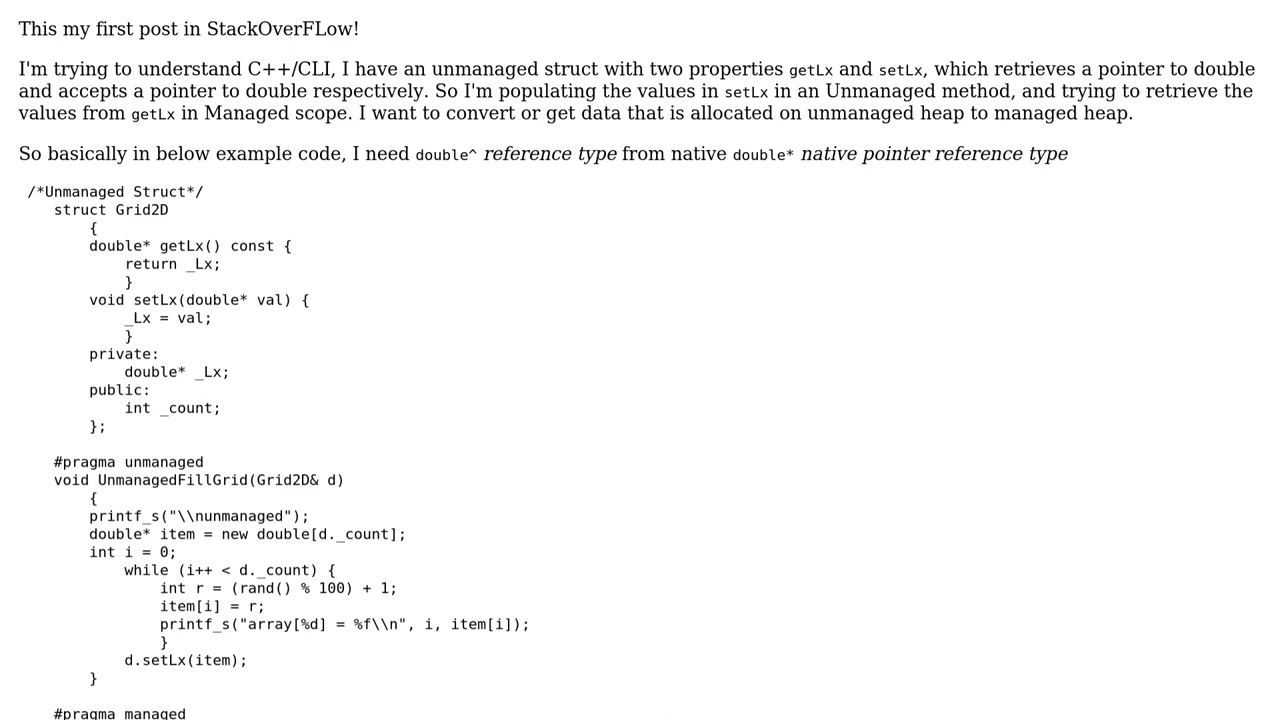 This my first post in StackOverFLow!
I'm trying to understand C++/CLI, I have an unmanaged struct with two properties getLx and setLx, which retrieves a pointer to double
and accepts a pointer to double respectively. So I'm populating the values in setLx in an Unmanaged method, and trying to retrieve the
values from getLx in Managed scope. I want to convert or get data that is allocated on unmanaged heap to managed heap.
So basically in below example code, I need double^ reference type from native double* native pointer reference type
/*Unmanaged Struct*/
struct Grid2D
{
double* getLx() const {
return _Lx;
}
void setLx(double* val) {
_Lx = val;
}
private:
double* _Lx;
public:
int _count;
};
#pragma unmanaged
void UnmanagedFillGrid(Grid2D& d)
{
printf_s("\\nunmanaged");
double* item = new double[d._count];
int i = 0;
while (i++ < d._count) {
int r = (rand() % 100) + 1;
item[i] = r;
printf_s("array[%d] = %f\\n", i, item[i]);
}
d.setLx(item);
}
#pragma managed